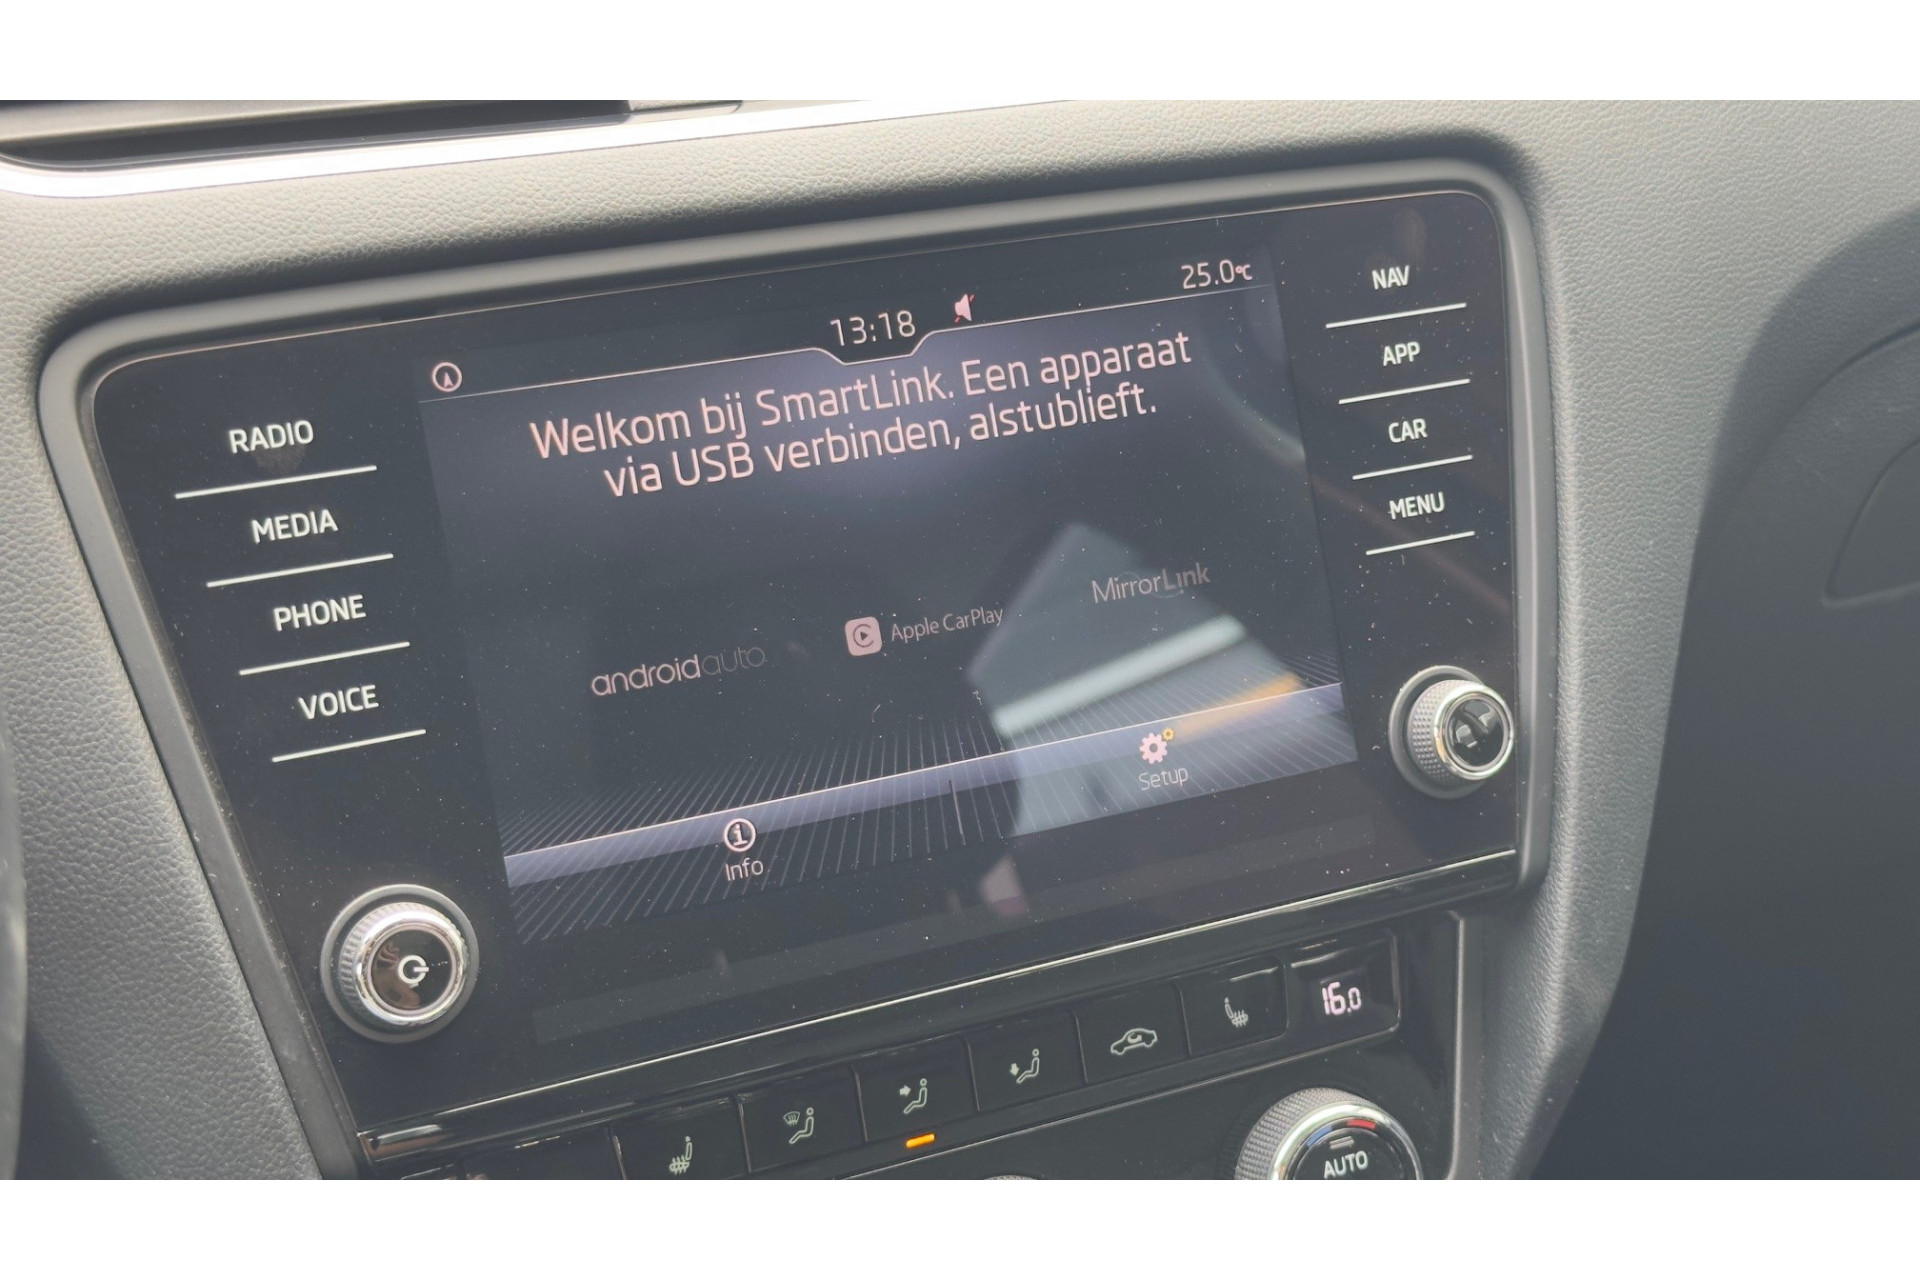 13:18
25.0°C
RADIO
MEDIA
PHONE
VOICE
Welkom bij SmartLink. Een apparaat
via USB verbinden, alstublieft.
androidauto
Apple CarPlay
MirrorLink
Info
Setup
NAV
APP
CAR
MENU
16.0
AUTO